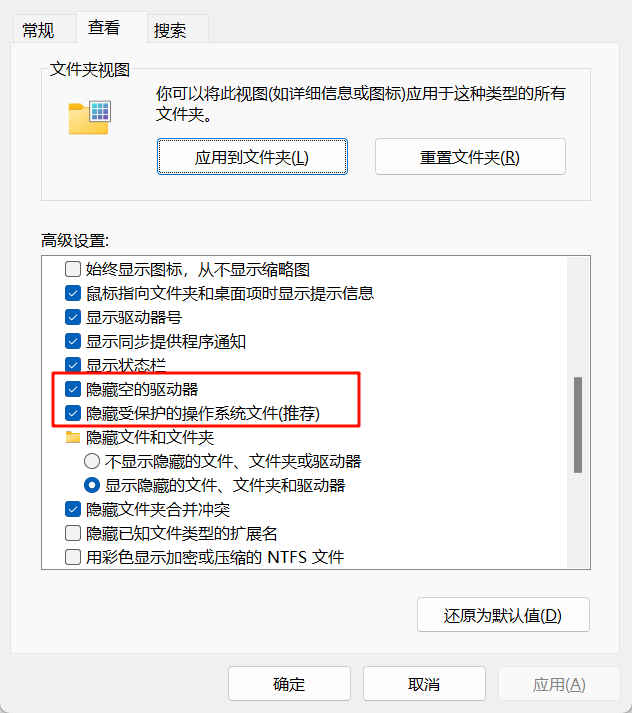 常规 查看 搜索
文件夹视图
你可以将此视图(如详细信息或图标)应用于这种类型的所有
文件夹。
应用到文件夹(L) 重置文件夹(R)
高级设置:
始终显示图标，从不显示缩略图
鼠标指向文件夹和桌面项时显示提示信息
显示驱动器号
显示同步提供程序通知
显示状态栏
隐藏空的驱动器
隐藏受保护的操作系统文件(推荐)
隐藏文件和文件夹
不显示隐藏的文件、文件夹或驱动器
显示隐藏的文件、文件夹和驱动器
隐藏文件夹合并冲突
隐藏已知文件类型的扩展名
用彩色显示加密或压缩的 NTFS 文件
还原为默认值(D)
确定 取消 应用(A)